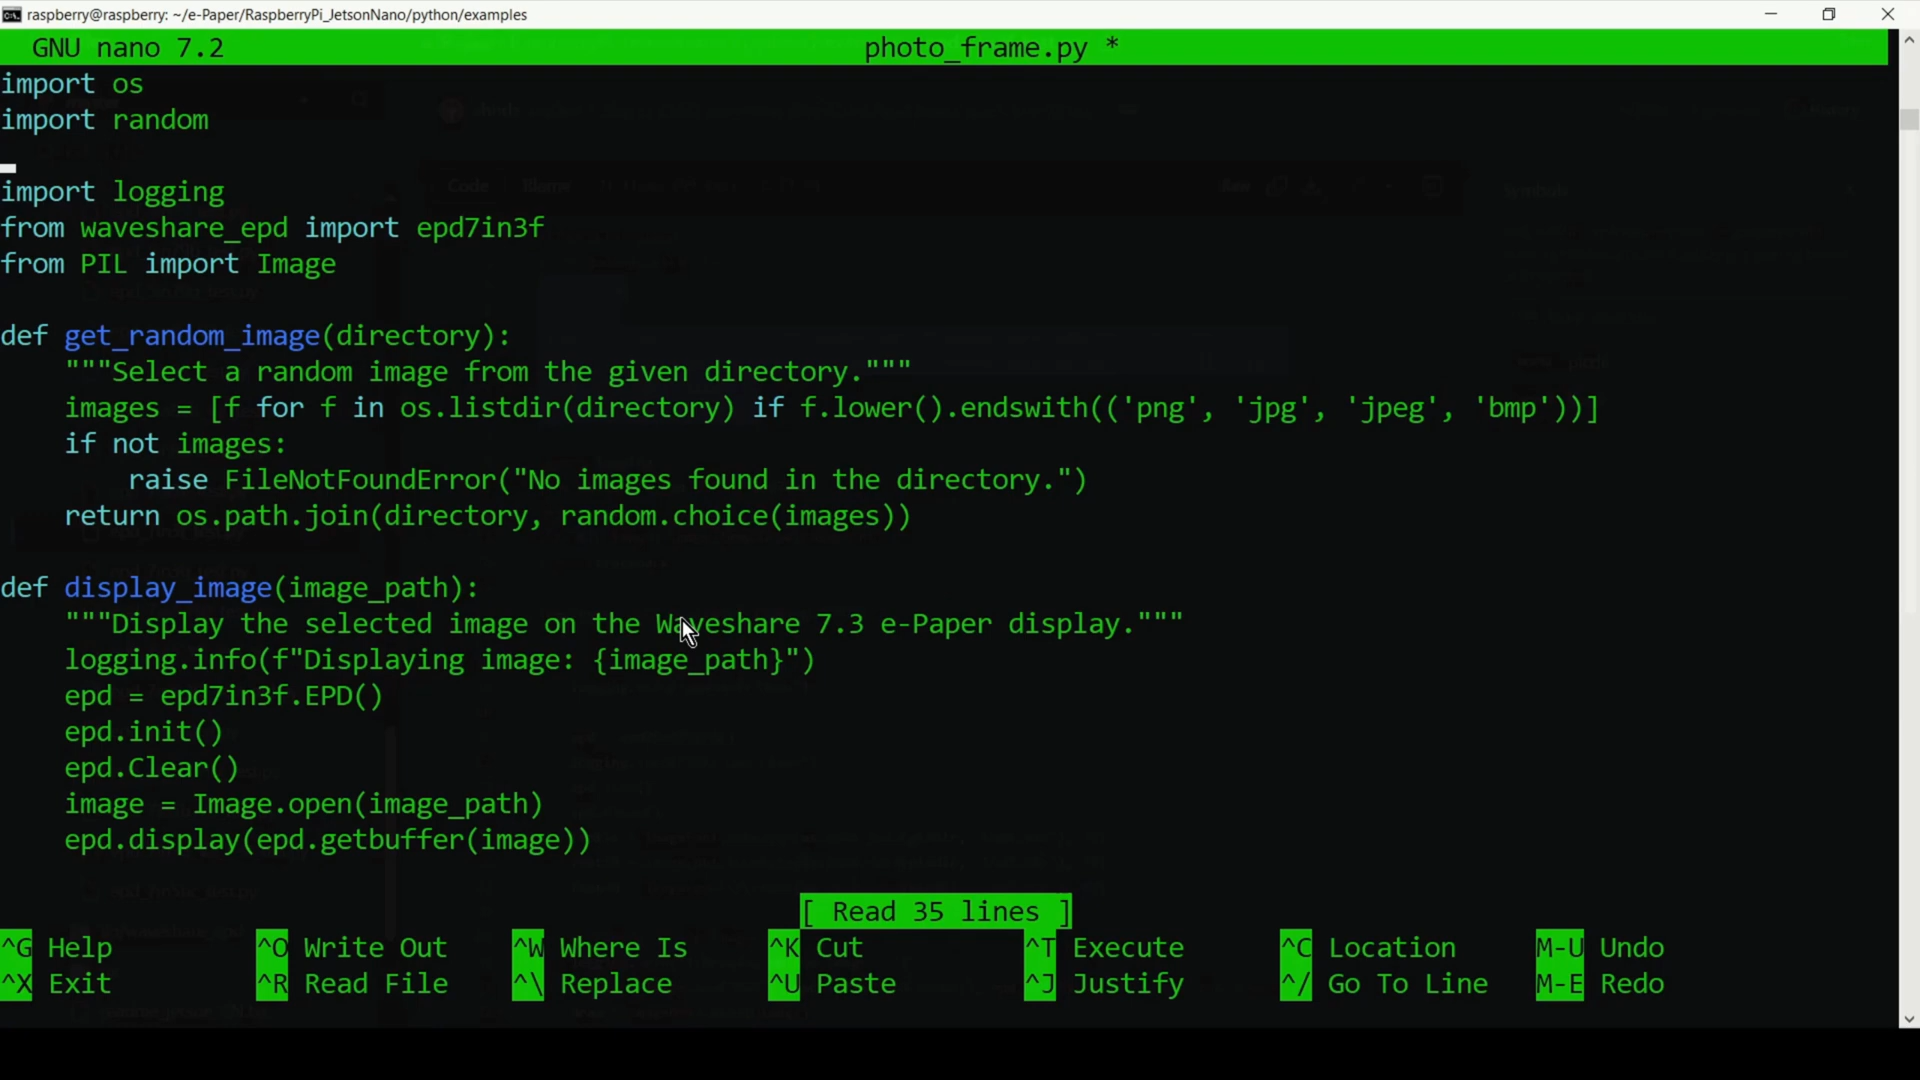 raspberry@raspberry: ~/e-Paper/RaspberryPi_JetsonNano/python/examples
GNU nano 7.2 photo_frame.py *
import os
import random
import logging
from waveshare_epd import epd7in3f
from PIL import Image
def get_random_image(directory):
"""Select a random image from the given directory."""
images = [f for f in os.listdir(directory) if f.lower().endswith(('png', 'jpg', 'jpeg', 'bmp'))]
if not images:
raise FileNotFoundError("No images found in the directory.")
return os.path.join(directory, random.choice(images))
def display_image(image_path):
"""Display the selected image on the Waveshare 7.3 e-Paper display."""
logging.info(f"Displaying image: {image_path}")
epd = epd7in3f.EPD()
epd.init()
epd.Clear()
image = Image.open(image_path)
epd.display(epd.getbuffer(image))
[ Read 35 lines ]
^G Help ^O Write Out ^W Where Is ^K Cut ^T Execute ^C Location M-U Undo
^X Exit ^R Read File ^\ Replace ^U Paste ^J Justify ^/ Go To Line M-E Redo